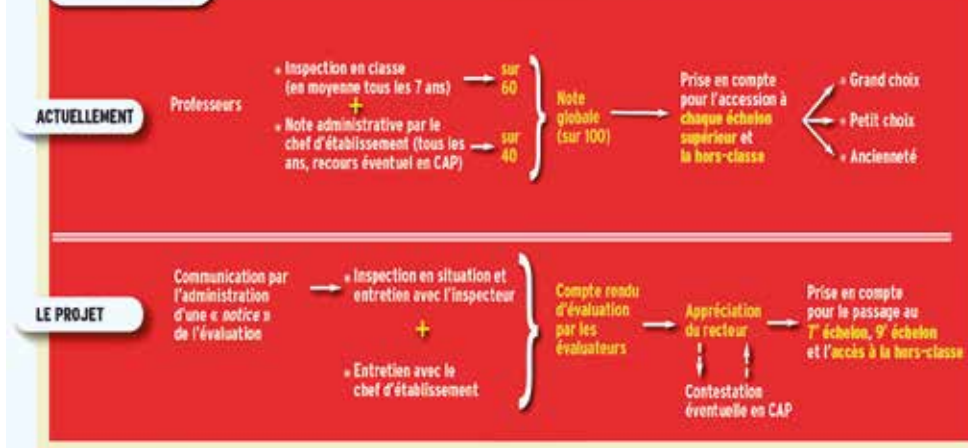 ACTUELLEMENT
Professeurs
• Inspection en classe
(en moyenne tous les 7 ans)
sur
60
+
• Note administrative par le
chef d'établissement (tous les
ans, recours éventuel en CAP)
sur
40
Note
globale
(sur 100)
Prise en compte
pour l'accession à
chaque échelon
supérieur et
la hors-classe
• Grand choix
• Petit choix
• Ancienneté
LE PROJET
Communication par
l'administration
d'une « notice »
de l'évaluation
• Inspection en situation et
entretien avec l'inspecteur
+
• Entretien avec le
chef d'établissement
Compte rendu
d'évaluation
par les
évaluateurs
Appréciation
du recteur
Contestation
éventuelle en CAP
Prise en compte
pour le passage au
7e échelon, 9e échelon
et l'accès à la hors-classe